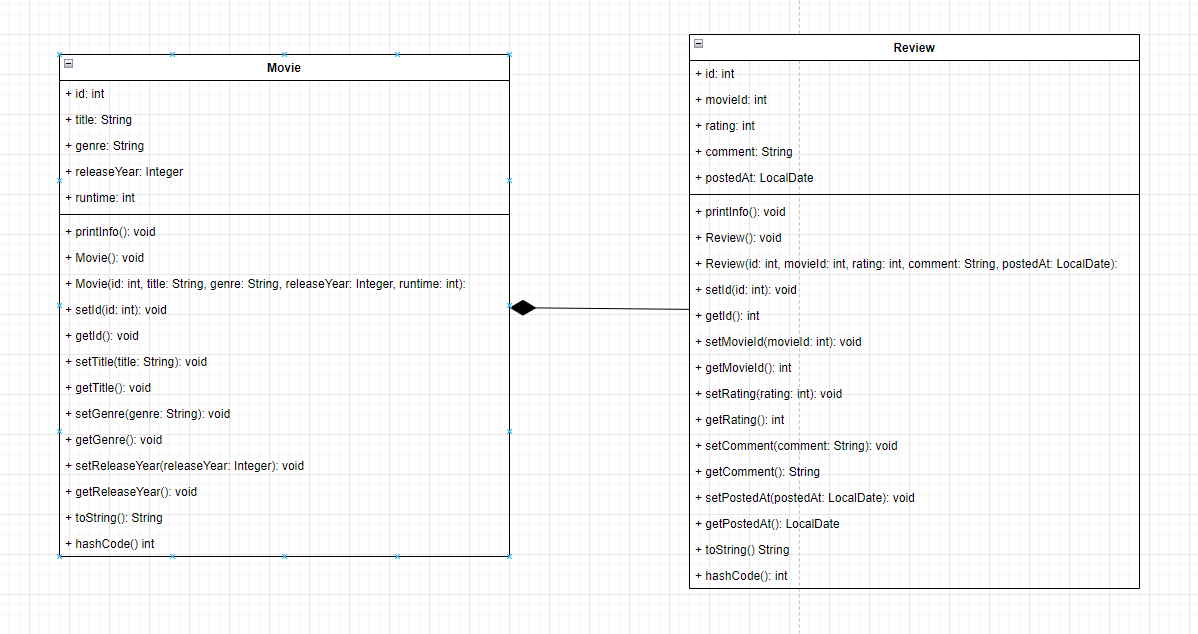 Movie
+ id: int
+ title: String
+ genre: String
+ releaseYear: Integer
+ runtime: int
+ printInfo(): void
+ Movie(): void
+ Movie(id: int, title: String, genre: String, releaseYear: Integer, runtime: int):
+ setId(id: int): void
+ getId(): void
+ setTitle(title: String): void
+ getTitle(): void
+ setGenre(genre: String): void
+ getGenre(): void
+ setReleaseYear(releaseYear: Integer): void
+ getReleaseYear(): void
+ toString(): String
+ hashCode() int
Review
+ id: int
+ movieId: int
+ rating: int
+ comment: String
+ postedAt: LocalDate
+ printInfo(): void
+ Review(): void
+ Review(id: int, movieId: int, rating: int, comment: String, postedAt: LocalDate):
+ setId(id: int): void
+ getId(): int
+ setMovieId(movieId: int): void
+ getMovieId(): int
+ setRating(rating: int): void
+ getRating(): int
+ setComment(comment: String): void
+ getComment(): String
+ setPostedAt(postedAt: LocalDate): void
+ getPostedAt(): LocalDate
+ toString() String
+ hashCode(): int